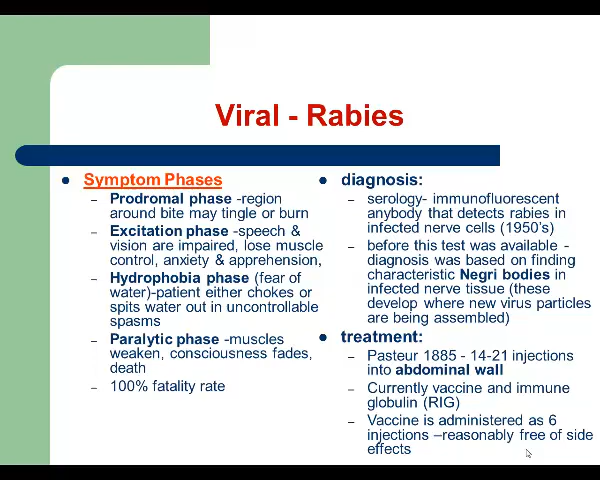 Viral - Rabies
Symptom Phases
– Prodromal phase -region
around bite may tingle or burn
– Excitation phase -speech &
vision are impaired, lose muscle
control, anxiety & apprehension,
– Hydrophobia phase (fear of
water)-patient either chokes or
spits water out in uncontrollable
spasms
– Paralytic phase -muscles
weaken, consciousness fades,
death
– 100% fatality rate
diagnosis:
– serology- immunofluorescent
anybody that detects rabies in
infected nerve cells (1950's)
– before this test was available -
diagnosis was based on finding
characteristic Negri bodies in
infected nerve tissue (these
develop where new virus particles
are being assembled)
treatment:
– Pasteur 1885 - 14-21 injections
into abdominal wall
– Currently vaccine and immune
globulin (RIG)
– Vaccine is administered as 6
injections –reasonably free of side
effects